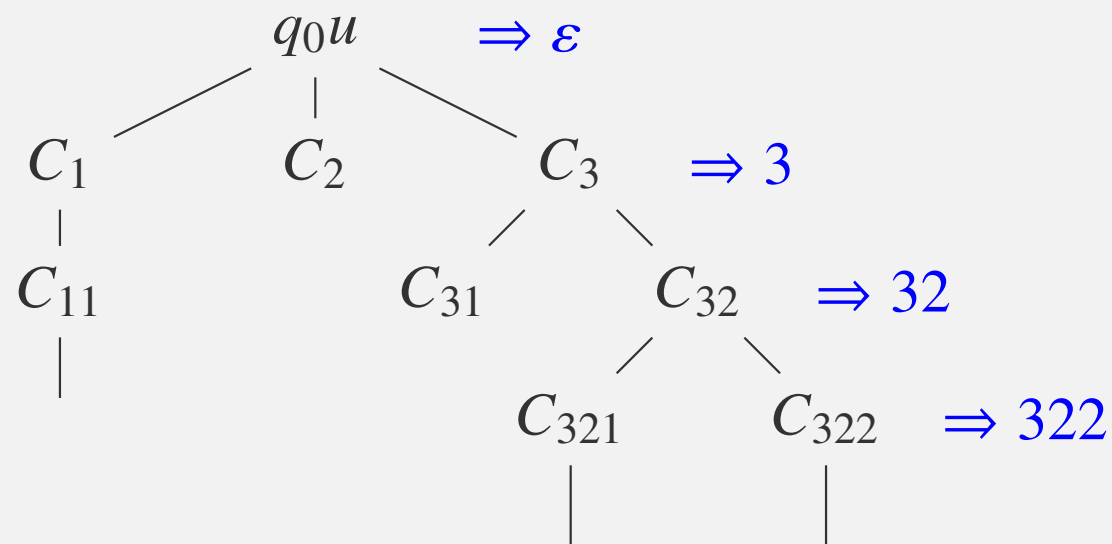 q₀u ⇒ ε
C₁ C₂ C₃ ⇒ 3
C₁₁ C₃₁ C₃₂ ⇒ 32
C₃₂₁ C₃₂₂ ⇒ 322